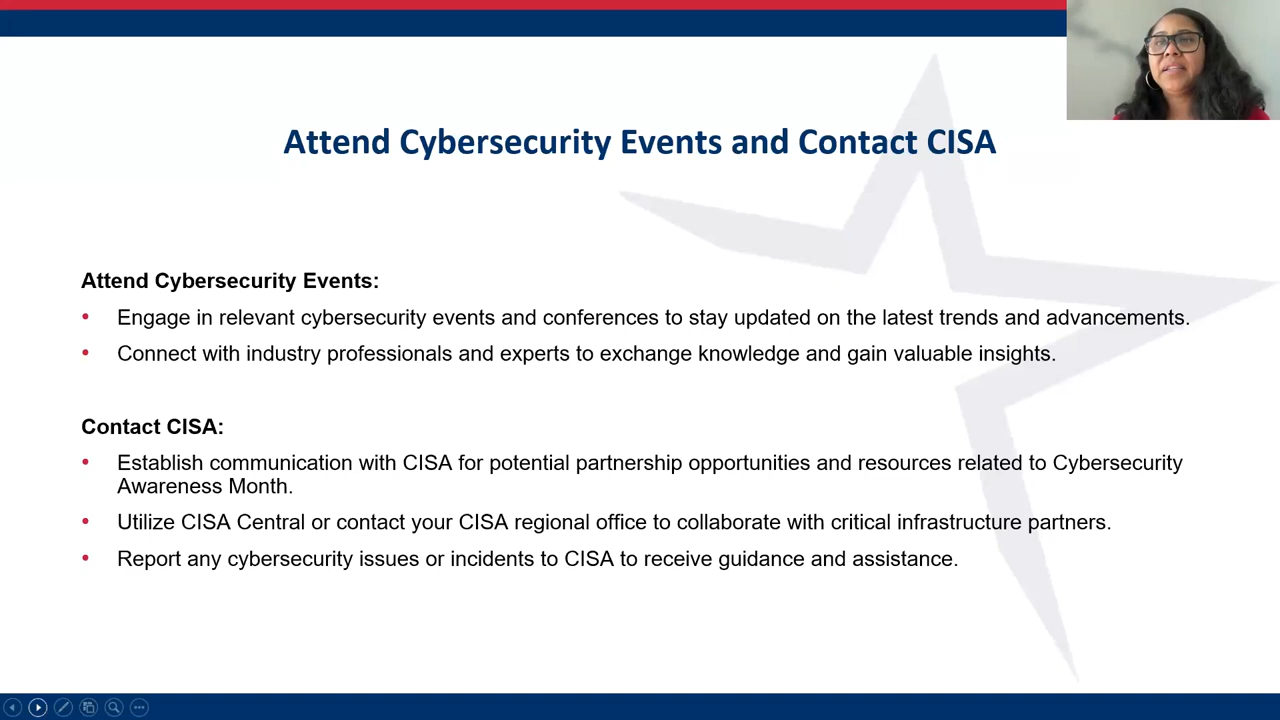 Attend Cybersecurity Events and Contact CISA
Attend Cybersecurity Events:
• Engage in relevant cybersecurity events and conferences to stay updated on the latest trends and advancements.
• Connect with industry professionals and experts to exchange knowledge and gain valuable insights.
Contact CISA:
• Establish communication with CISA for potential partnership opportunities and resources related to Cybersecurity
Awareness Month.
• Utilize CISA Central or contact your CISA regional office to collaborate with critical infrastructure partners.
• Report any cybersecurity issues or incidents to CISA to receive guidance and assistance.